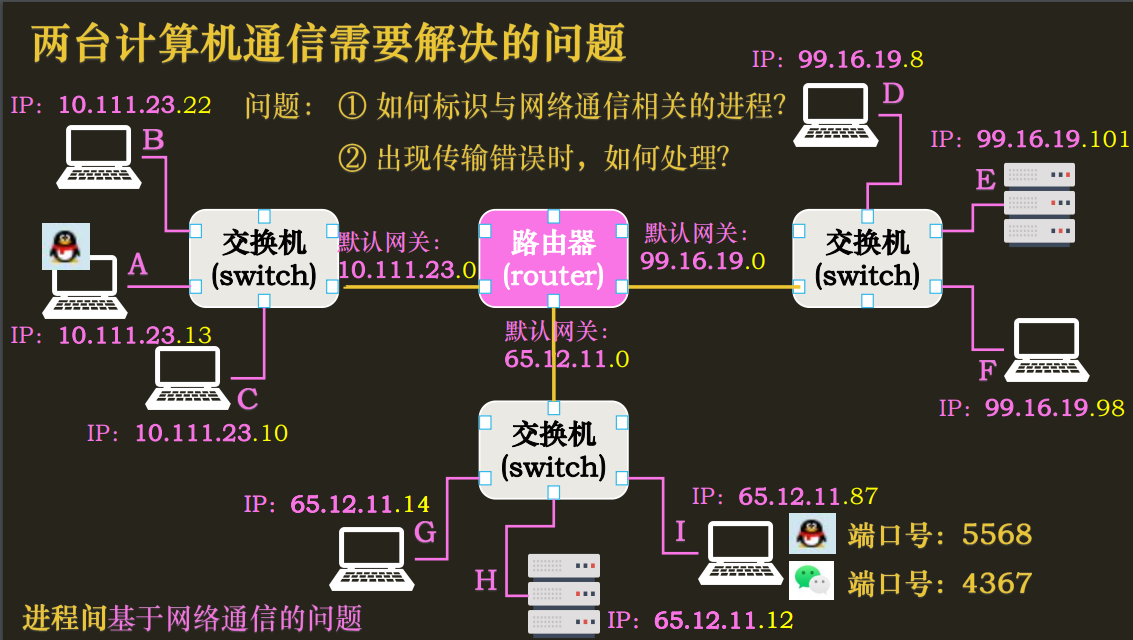 两台计算机通信需要解决的问题
IP: 99.16.19.8
D
IP: 10.111.23.22
问题: ① 如何标识与网络通信相关的进程?
② 出现传输错误时，如何处理?
B
IP: 99.16.19.101
E
A
交换机
(switch)
默认网关:
10.111.23.0
路由器
(router)
默认网关:
99.16.19.0
交换机
(switch)
IP: 10.111.23.13
默认网关:
65.12.11.0
F
C
IP: 99.16.19.98
IP: 10.111.23.10
交换机
(switch)
IP: 65.12.11.14
G
IP: 65.12.11.87
I
端口号: 5568
H
端口号: 4367
IP: 65.12.11.12
进程间基于网络通信的问题